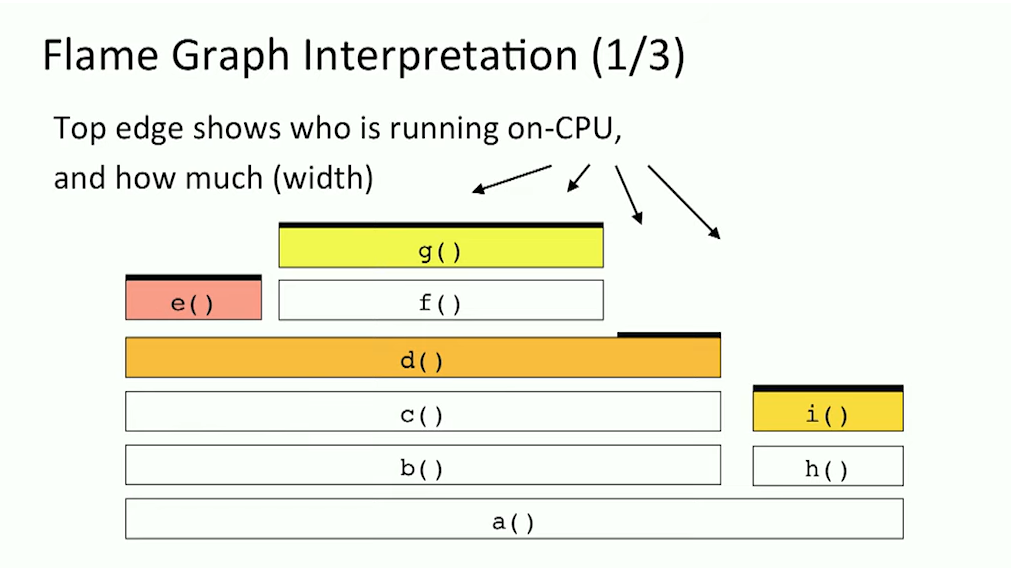 Flame Graph Interpretation (1/3)
Top edge shows who is running on-CPU,
and how much (width)
g()
e()
f()
d()
c()
i()
b()
h()
a()